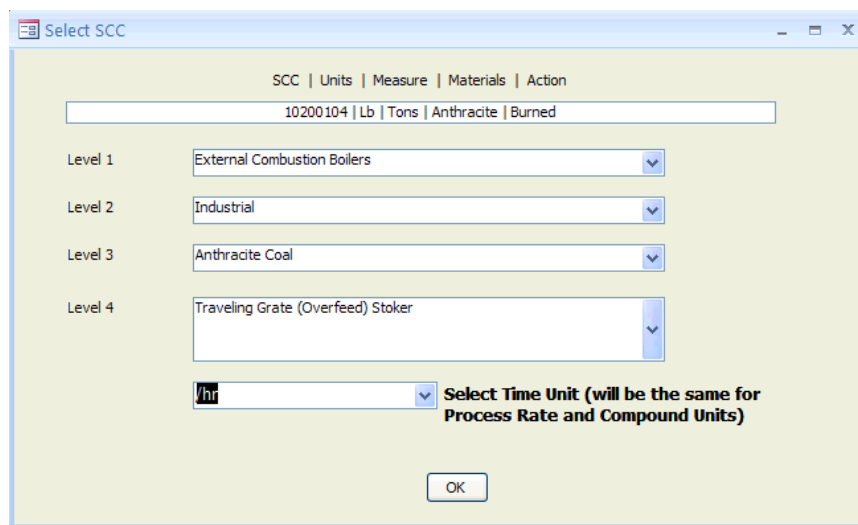 Select SCC
SCC | Units | Measure | Materials | Action
10200104 | Lb | Tons | Anthracite | Burned
Level 1
External Combustion Boilers
Level 2
Industrial
Level 3
Anthracite Coal
Level 4
Traveling Grate (Overfeed) Stoker
/hr
Select Time Unit (will be the same for
Process Rate and Compound Units)
OK